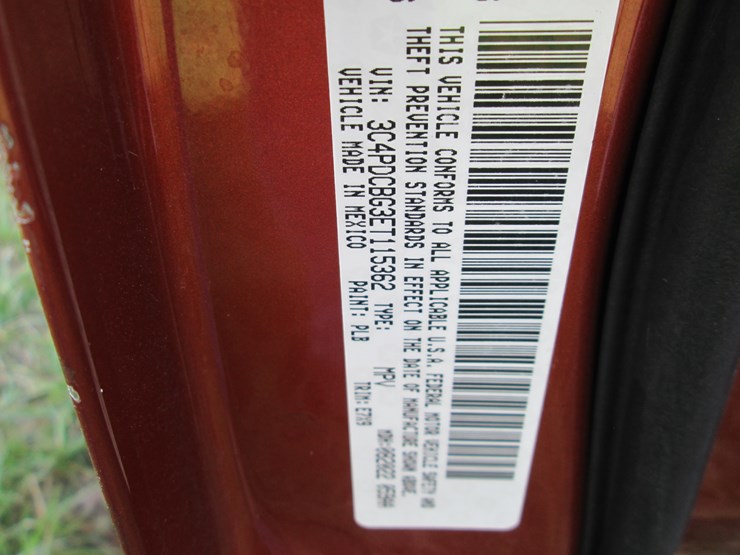 THIS VEHICLE CONFORMS TO ALL APPLICABLE U.S.A. FEDERAL MOTOR VEHICLE SAFETY AND
THEFT PREVENTION STANDARDS IN EFFECT ON THE DATE OF MANUFACTURE SHOWN ABOVE.
VIN: 3C4PDCBG3ET115362 TYPE: MPV MDH:
VEHICLE MADE IN MEXICO PAINT: TRIM: E7X9